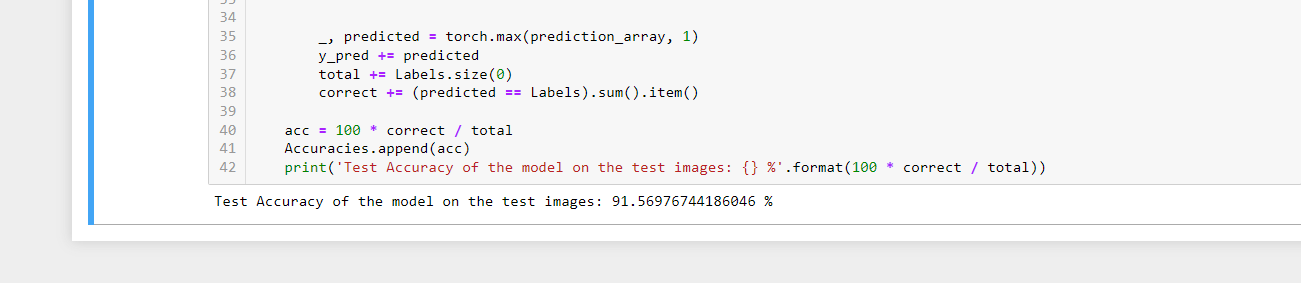 34
35 _, predicted = torch.max(prediction_array, 1)
36 y_pred += predicted
37 total += Labels.size(0)
38 correct += (predicted == Labels).sum().item()
39
40 acc = 100 * correct / total
41 Accuracies.append(acc)
42 print('Test Accuracy of the model on the test images: {} %'.format(100 * correct / total))
Test Accuracy of the model on the test images: 91.56976744186046 %